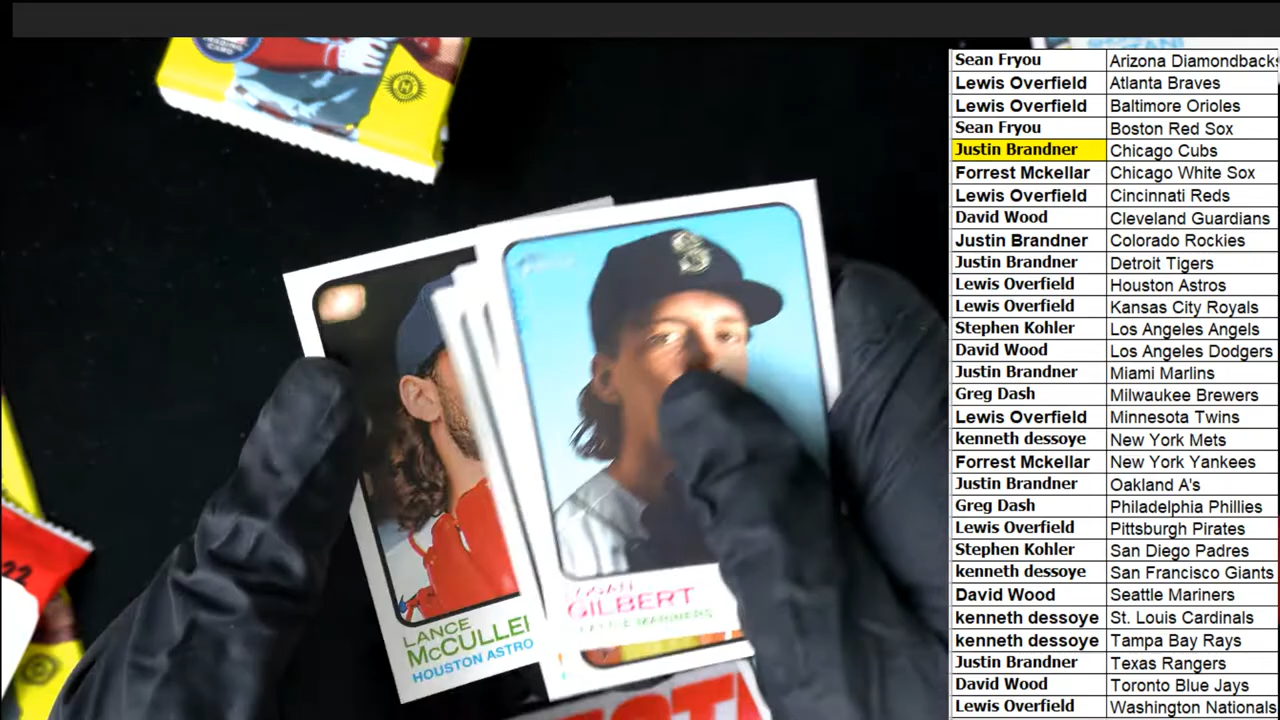 Sean Fryou Arizona Diamondbacks
Lewis Overfield Atlanta Braves
Lewis Overfield Baltimore Orioles
Sean Fryou Boston Red Sox
Justin Brandner Chicago Cubs
Forrest Mckellar Chicago White Sox
Lewis Overfield Cincinnati Reds
David Wood Cleveland Guardians
Justin Brandner Colorado Rockies
Justin Brandner Detroit Tigers
Lewis Overfield Houston Astros
Lewis Overfield Kansas City Royals
Stephen Kohler Los Angeles Angels
David Wood Los Angeles Dodgers
Justin Brandner Miami Marlins
Greg Dash Milwaukee Brewers
Lewis Overfield Minnesota Twins
kenneth dessoye New York Mets
Forrest Mckellar New York Yankees
Justin Brandner Oakland A's
Greg Dash Philadelphia Phillies
Lewis Overfield Pittsburgh Pirates
Stephen Kohler San Diego Padres
kenneth dessoye San Francisco Giants
David Wood Seattle Mariners
kenneth dessoye St. Louis Cardinals
kenneth dessoye Tampa Bay Rays
Justin Brandner Texas Rangers
David Wood Toronto Blue Jays
Lewis Overfield Washington Nationals
LANCE
McCULLE
HOUSTON ASTRO
GILBERT
MARINERS
22
CARD